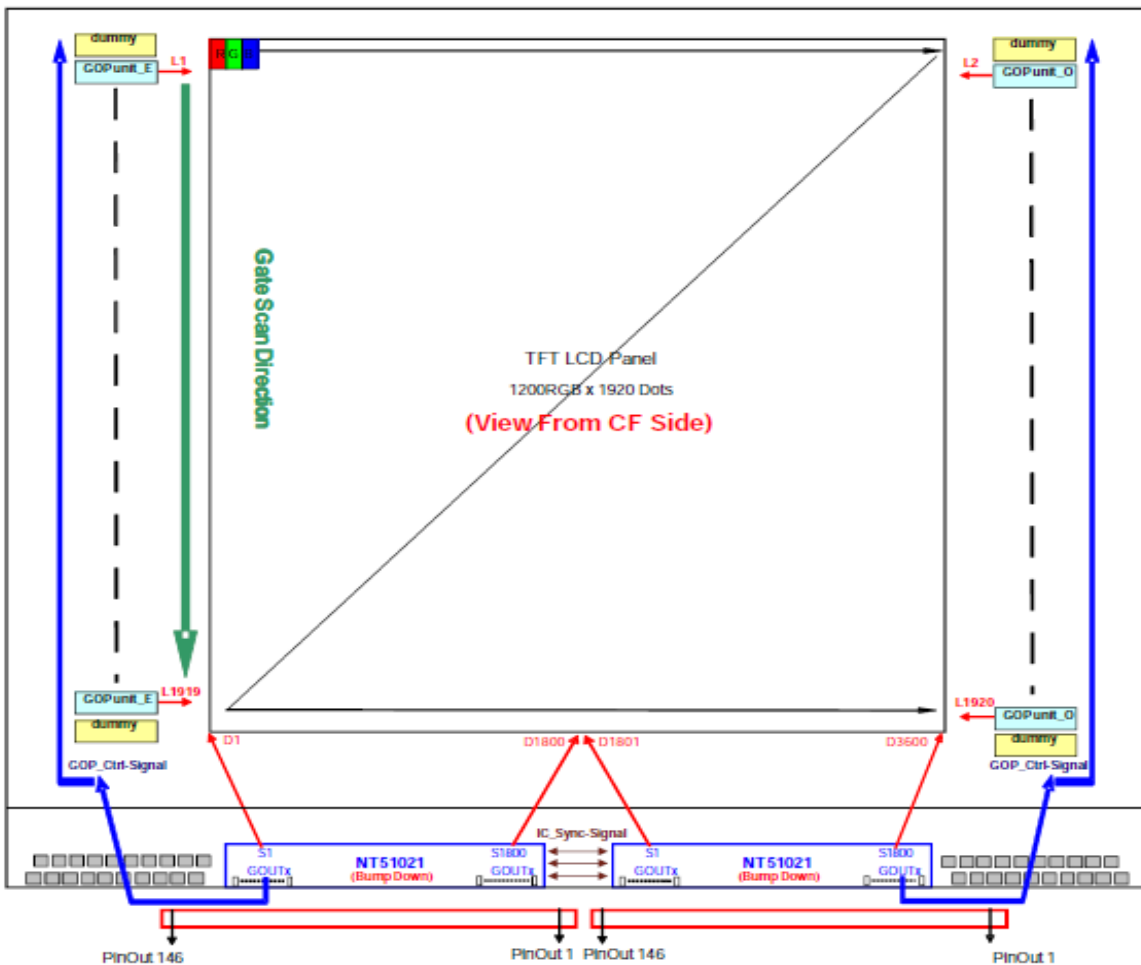 dummy
GOPunit_E
L1
R G B
dummy
GOPunit_O
L2
Gate Scan Direction
TFT LCD Panel
1200RGB x 1920 Dots
(View From CF Side)
GOPunit_E
L1919
dummy
GOP_Ctrl-Signal
L1920
GOPunit_O
dummy
GOP_Ctrl-Signal
D1
D1800
D1801
D3600
IC_Sync-Signal
S1
S1800
NT51021
(Bump Down)
GOUTx
GOUTx
S1
S1800
NT51021
(Bump Down)
GOUTx
GOUTx
PinOut 146
PinOut 1
PinOut 146
PinOut 1